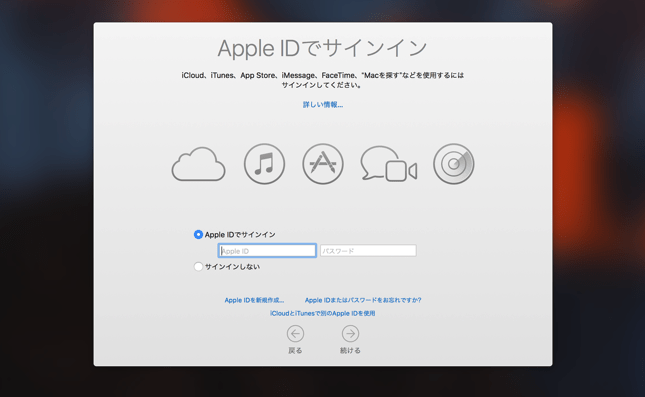 Apple IDでサインイン
iCloud、iTunes、App Store、iMessage、FaceTime、"Macを探す"などを使用するには
サインインしてください。
詳しい情報...
Apple IDでサインイン
Apple ID パスワード
サインインしない
Apple IDを新規作成... Apple IDまたはパスワードをお忘れですか?
iCloudとiTunesで別のApple IDを使用
戻る 続ける